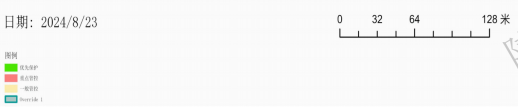 日期: 2024/8/23
0 32 64 128 米
图例
优先保护
重点管控
一般管控
Override 1